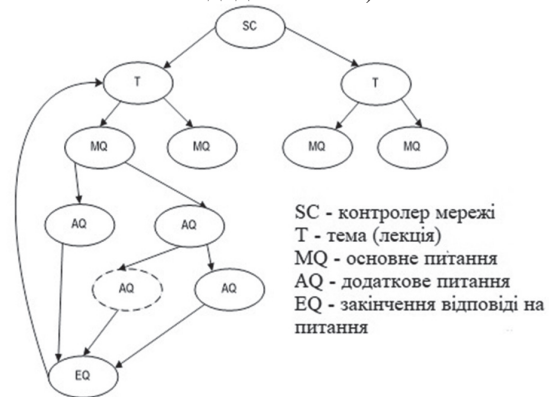 SC
T
T
MQ
MQ
MQ
MQ
AQ
AQ
AQ
AQ
EQ
SC - контролер мережі
T - тема (лекція)
MQ - основне питання
AQ - додаткове питання
EQ - закінчення відповіді на
питання